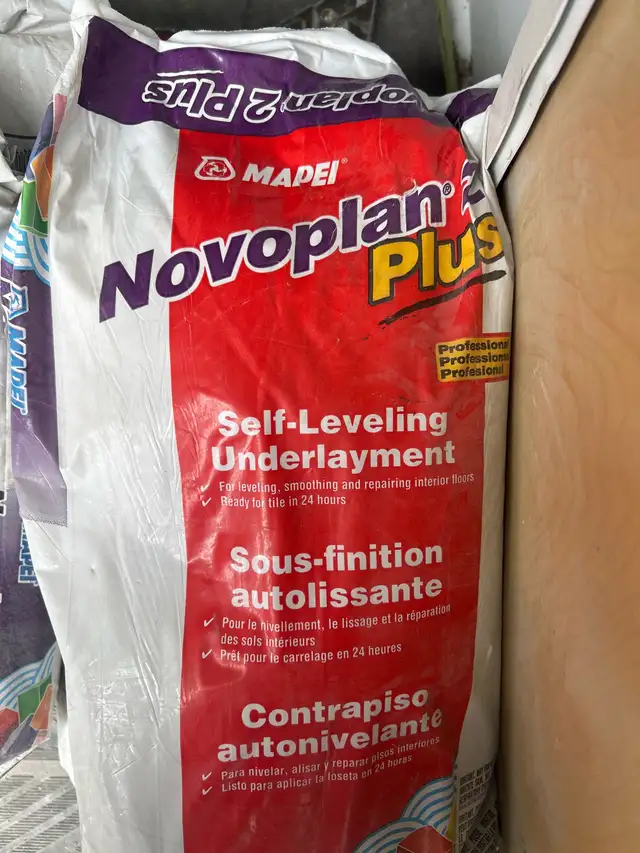 Novoplan® 2 Plus
MAPEI®
Novoplan® 2
Plus
Professional
Professionnel
Profesional
Self-Leveling
Underlayment
✓ For leveling, smoothing and repairing interior floors
✓ Ready for tile in 24 hours
Sous-finition
autolissante
✓ Pour le nivellement, le lissage et la réparation
des sols intérieurs
✓ Prêt pour le carrelage en 24 heures
Contrapiso
autonivelante
✓ Para nivelar, alisar y reparar pisos interiores
✓ Listo para aplicar la loseta en 24 horas
MAPEI
MAPEI